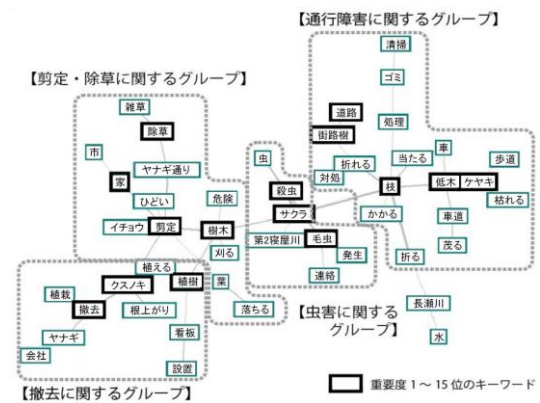 【通行障害に関するグループ】
清掃
ゴミ
処理
道路
街路樹
折れる
当たる
対処
枝
車
歩道
低木
ケヤキ
枯れる
かかる
車道
茂る
折る
長瀬川
水
【剪定・除草に関するグループ】
雑草
除草
市
家
ヤナギ通り
ひどい
危険
イチョウ
剪定
樹木
刈る
虫
殺虫
サクラ
第2寝屋川
毛虫
発生
連絡
【虫害に関する
グループ】
植える
クスノキ
植樹
葉
植栽
撤去
根上がり
落ちる
ヤナギ
看板
会社
設置
【撤去に関するグループ】
重要度 1 〜 15 位のキーワード